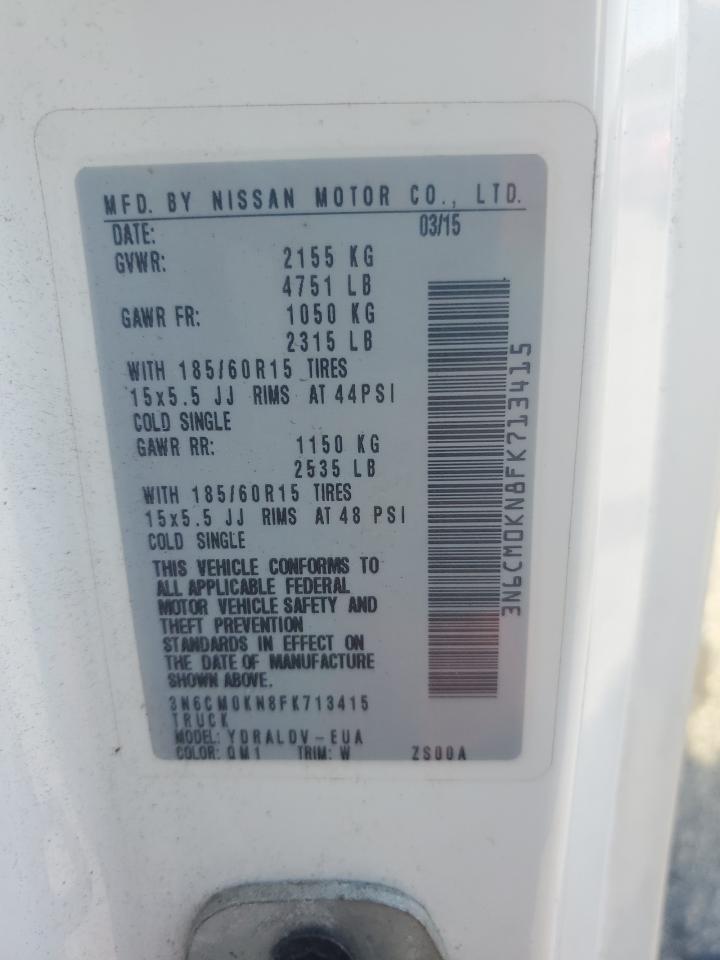 MFD. BY NISSAN MOTOR CO., LTD.
DATE: 03/15
GVWR: 2155 KG
4751 LB
GAWR FR: 1050 KG
2315 LB
WITH 185/60R15 TIRES
15x5.5 JJ RIMS AT 44PSI
COLD SINGLE
GAWR RR: 1150 KG
2535 LB
WITH 185/60R15 TIRES
15x5.5 JJ RIMS AT 48 PSI
COLD SINGLE
THIS VEHICLE CONFORMS TO
ALL APPLICABLE FEDERAL
MOTOR VEHICLE SAFETY AND
THEFT PREVENTION
STANDARDS IN EFFECT ON
THE DATE OF MANUFACTURE
SHOWN ABOVE.
3N6CM0KN8FK713415
TRUCK
MODEL: YDRALDV-EUA
COLOR: QM1 TRIM: W ZS00A
3N6CM0KN8FK713415